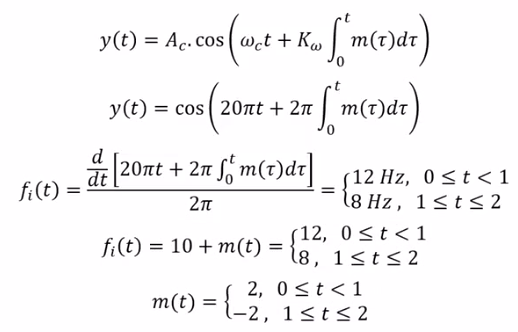 y(t) = A_c.cos(ω_c t + K_ω ∫_0^t m(τ)dτ)
y(t) = cos(20πt + 2π ∫_0^t m(τ)dτ)
f_i(t) = \frac{\frac{d}{dt}[20πt + 2π ∫_0^t m(τ)dτ]}{2π} = {12 Hz, 0 ≤ t < 1
8 Hz , 1 ≤ t ≤ 2
f_i(t) = 10 + m(t) = {12, 0 ≤ t < 1
8 , 1 ≤ t ≤ 2
m(t) = { 2, 0 ≤ t < 1
−2 , 1 ≤ t ≤ 2